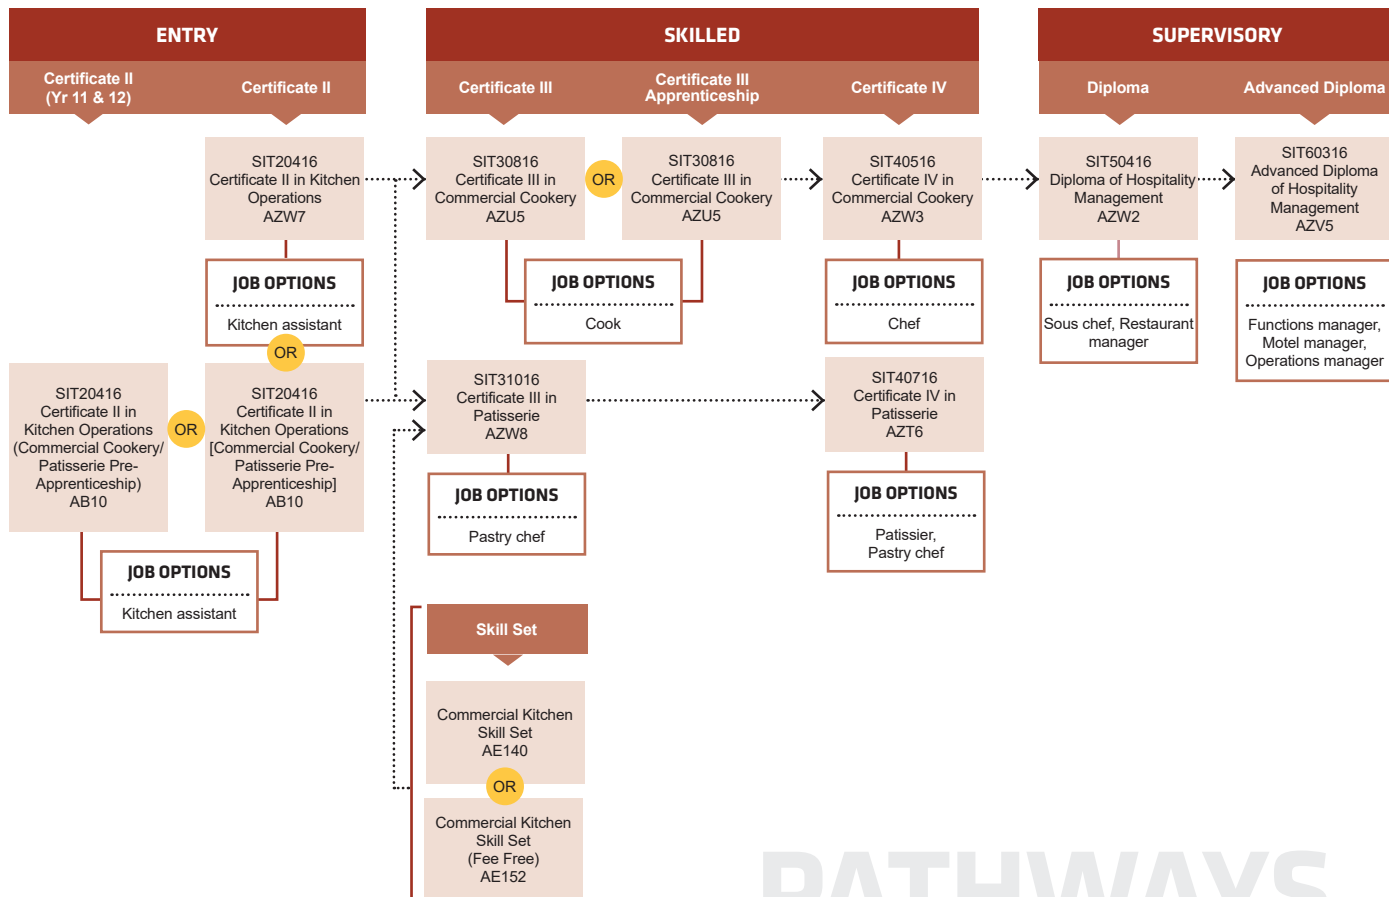 ENTRY
SKILLED
SUPERVISORY
Certificate II
(Yr 11 & 12)
Certificate II
Certificate III
Certificate III
Apprenticeship
Certificate IV
Diploma
Advanced Diploma
SIT20416
Certificate II in Kitchen
Operations
AZW7
SIT30816
Certificate III in
Commercial Cookery
AZU5
OR
SIT30816
Certificate III in
Commercial Cookery
AZU5
SIT40516
Certificate IV in
Commercial Cookery
AZW3
SIT50416
Diploma of Hospitality
Management
AZW2
SIT60316
Advanced Diploma
of Hospitality
Management
AZV5
JOB OPTIONS
Kitchen assistant
JOB OPTIONS
Cook
JOB OPTIONS
Chef
JOB OPTIONS
Sous chef, Restaurant
manager
JOB OPTIONS
Functions manager,
Motel manager,
Operations manager
OR
SIT20416
Certificate II in
Kitchen Operations
(Commercial Cookery/
Patisserie Pre-
Apprenticeship)
AB10
OR
SIT20416
Certificate II in
Kitchen Operations
[Commercial Cookery/
Patisserie Pre-
Apprenticeship]
AB10
SIT31016
Certificate III in
Patisserie
AZW8
SIT40716
Certificate IV in
Patisserie
AZT6
JOB OPTIONS
Pastry chef
JOB OPTIONS
Patissier,
Pastry chef
JOB OPTIONS
Kitchen assistant
Skill Set
Commercial Kitchen
Skill Set
AE140
OR
Commercial Kitchen
Skill Set
(Fee Free)
AE152
PATHWAYS